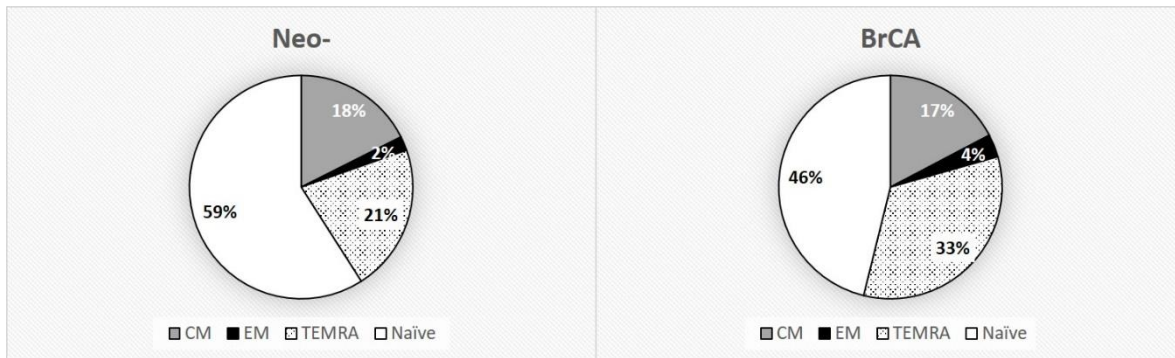 Neo-
18%
2%
21%
59%
CM EM TEMRA Naïve
BrCA
17%
4%
33%
46%
CM EM TEMRA Naïve